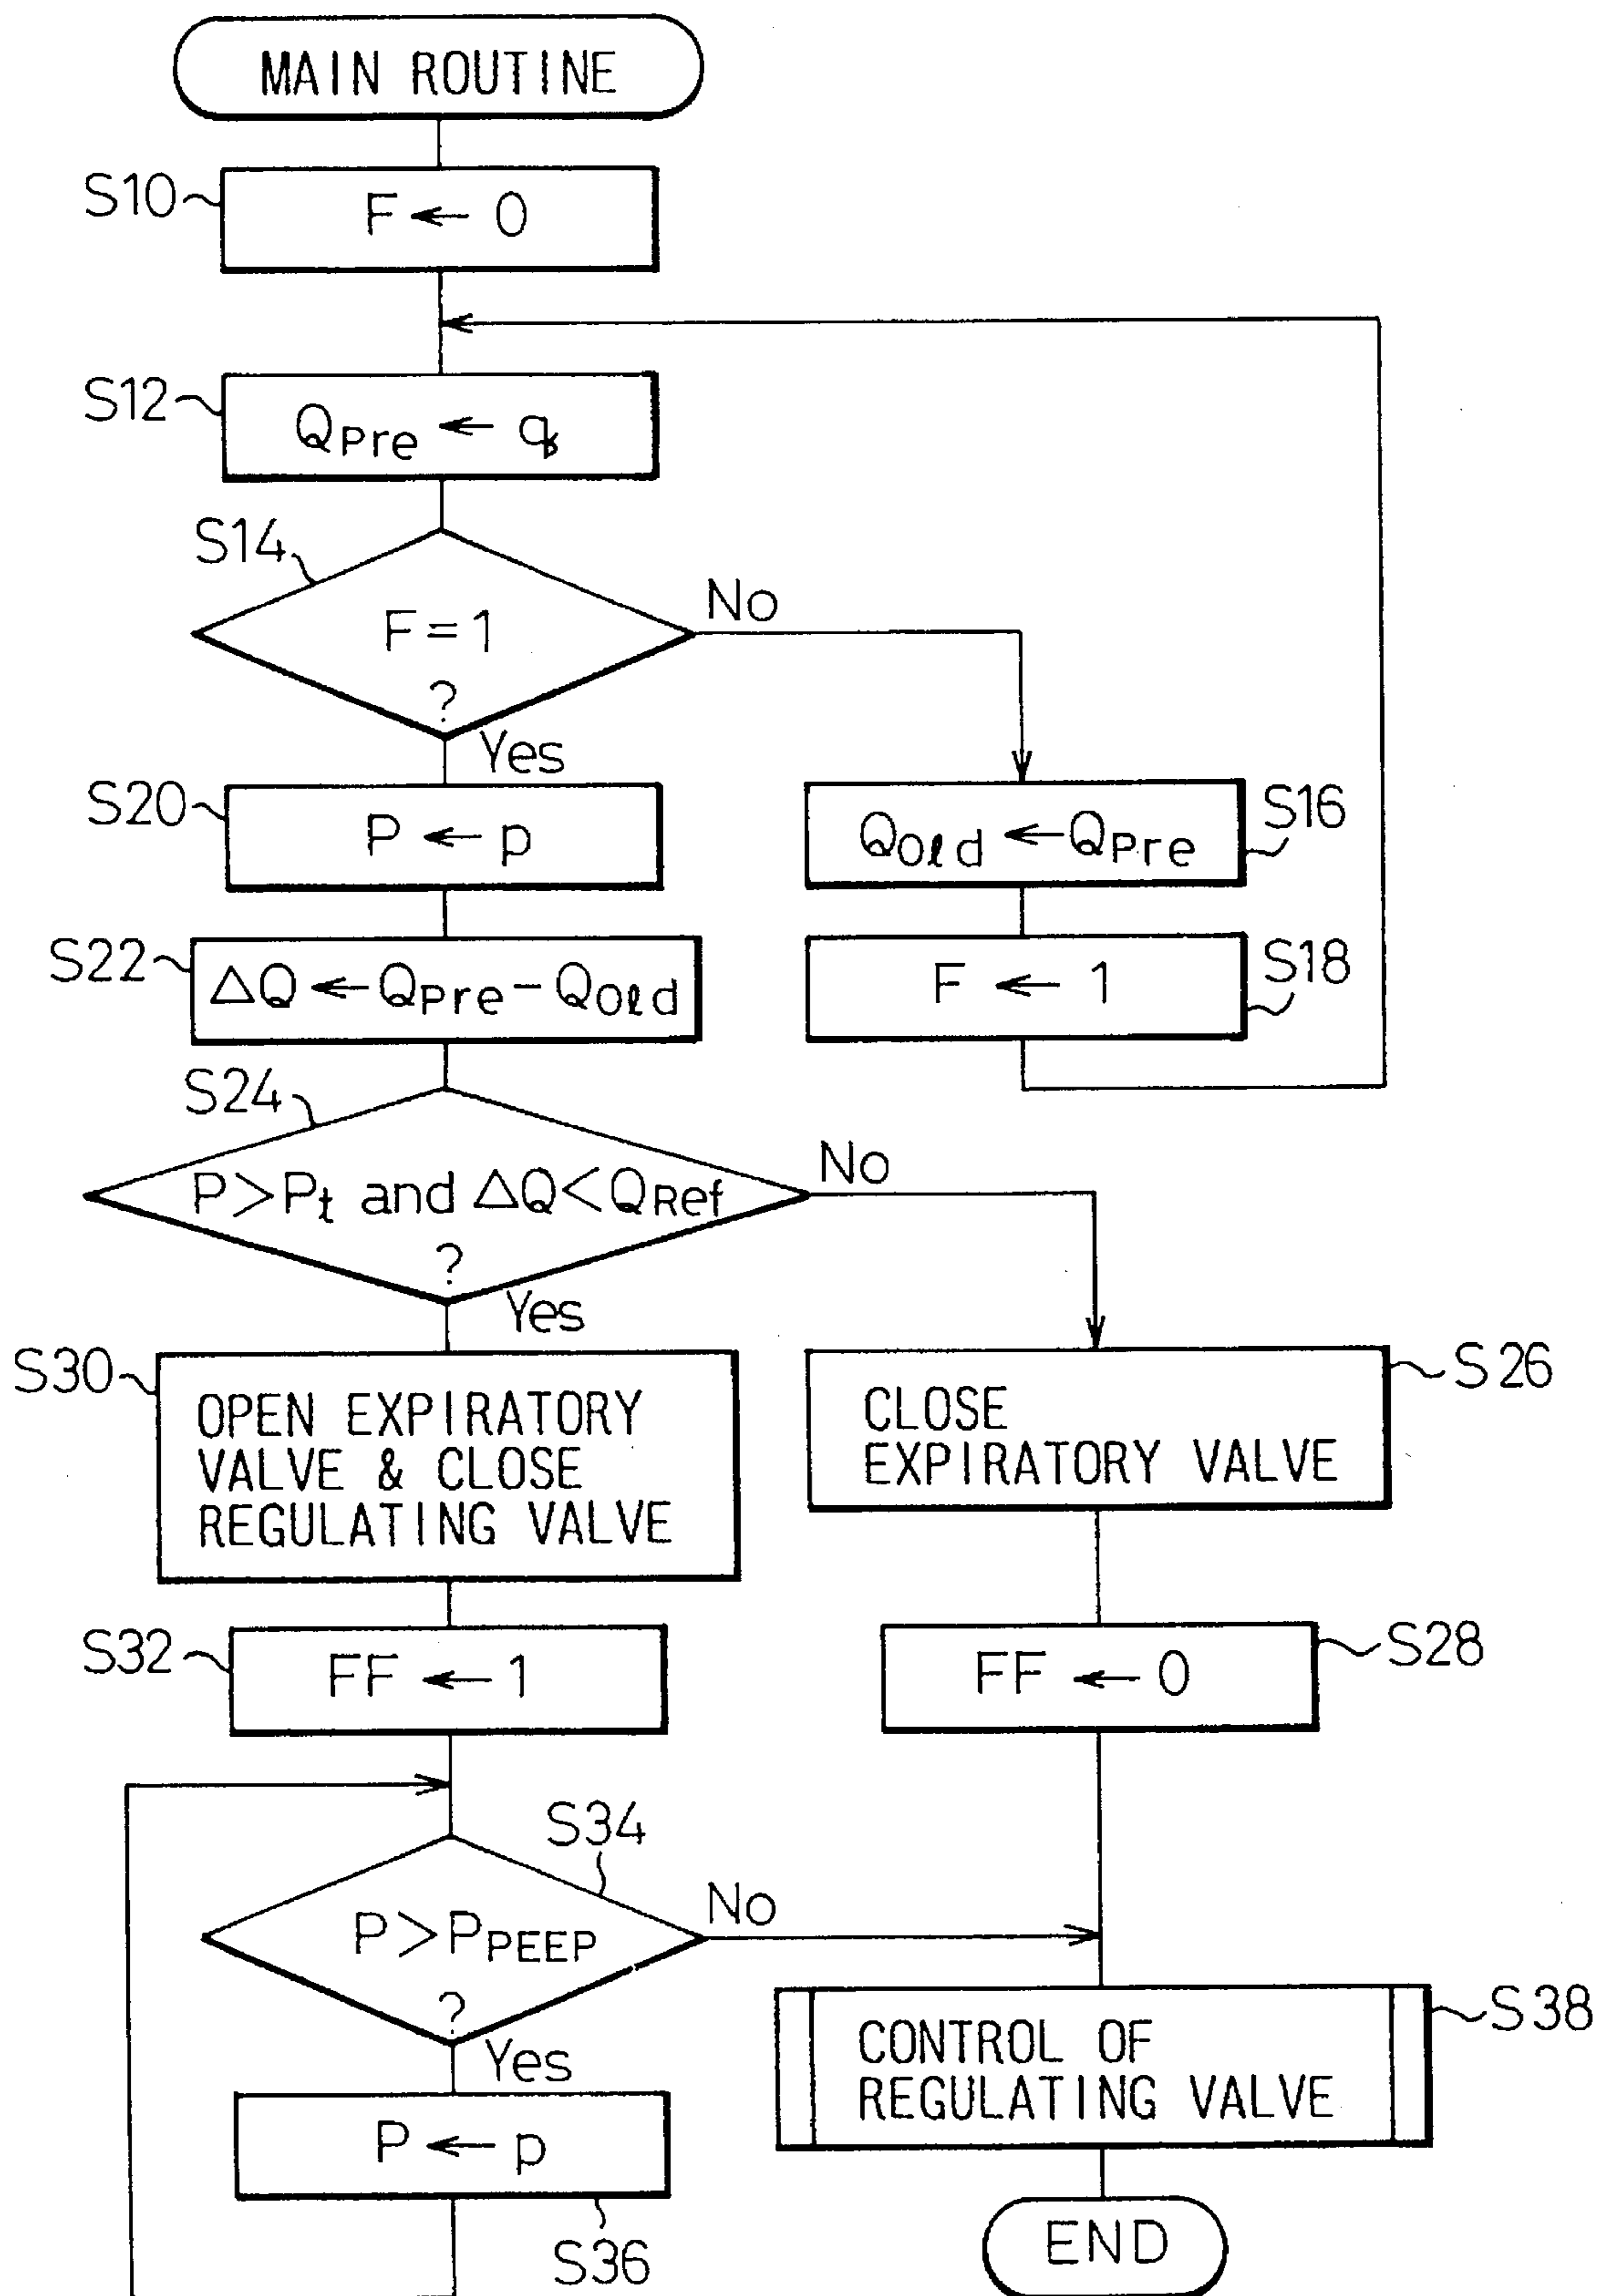 MAIN ROUTINE
S10
F ← 0
S12
QPre ← q
S14
F = 1
?
No
Yes
S20
P ← p
S16
QOld ← QPre
S22
ΔQ ← QPre − QOld
S18
F ← 1
S24
P > Pt and ΔQ < QRef
?
No
Yes
S30
OPEN EXPIRATORY
VALVE & CLOSE
REGULATING VALVE
S26
CLOSE
EXPIRATORY VALVE
S32
FF ← 1
S28
FF ← 0
S34
P > PPEEP
?
No
Yes
S38
CONTROL OF
REGULATING VALVE
P ← p
S36
END